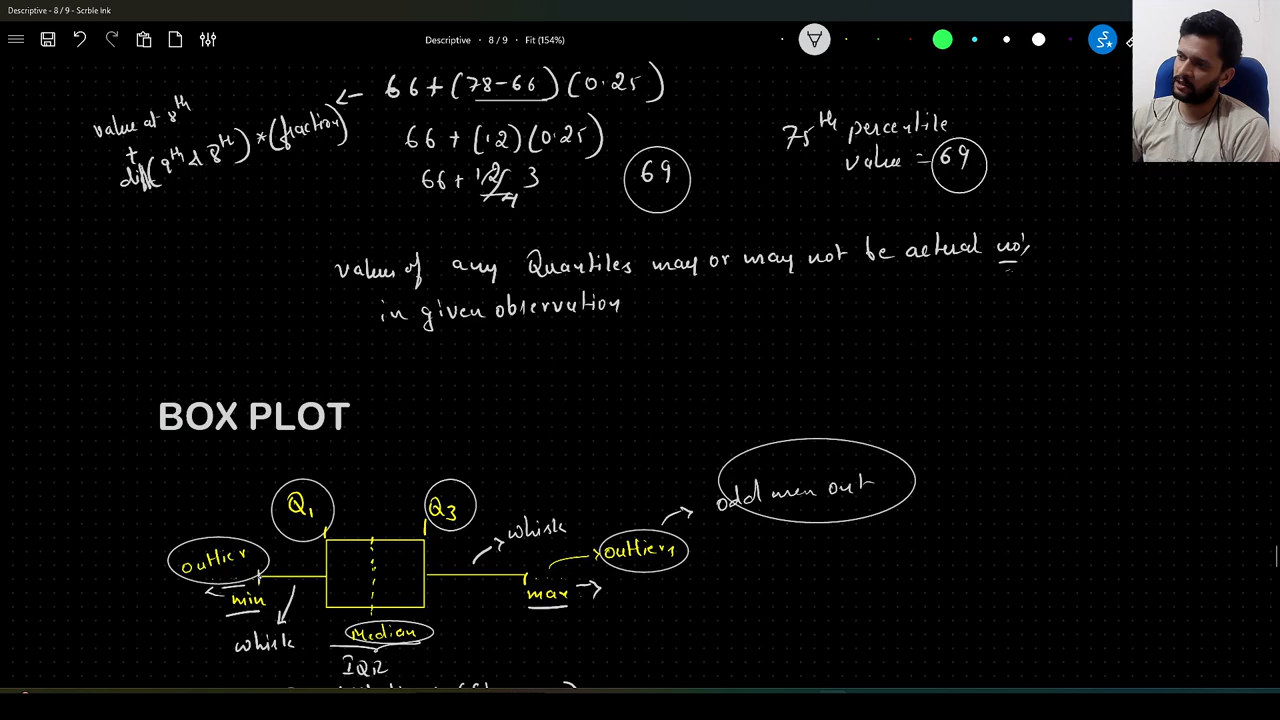 Descriptive - 8 / 9 - Scrble Ink
Descriptive • 8 / 9 • Fit (154%)
66 + (78-66) (0.25)
value at 8th
+
diff(9th & 8th) * (fraction)
66 + (12) (0.25)
66 + 3
69
75th percentile
value = 69
value of any Quantiles may or may not be actual no's
in given observation
BOX PLOT
Q1
Q3
odd men out
whisk
outlier
outliers
min
max
whisk
Median
IQR